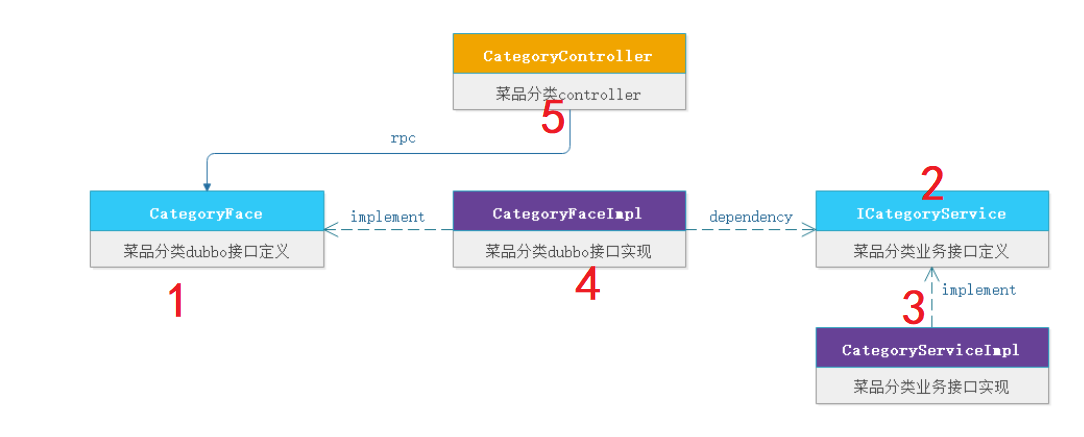 CategoryController
菜品分类controller
5
rpc
2
CategoryFace
implement
CategoryFaceImpl
dependency
ICategoryService
菜品分类dubbo接口定义
菜品分类dubbo接口实现
菜品分类业务接口定义
1
4
3
implement
CategoryServiceImpl
菜品分类业务接口实现